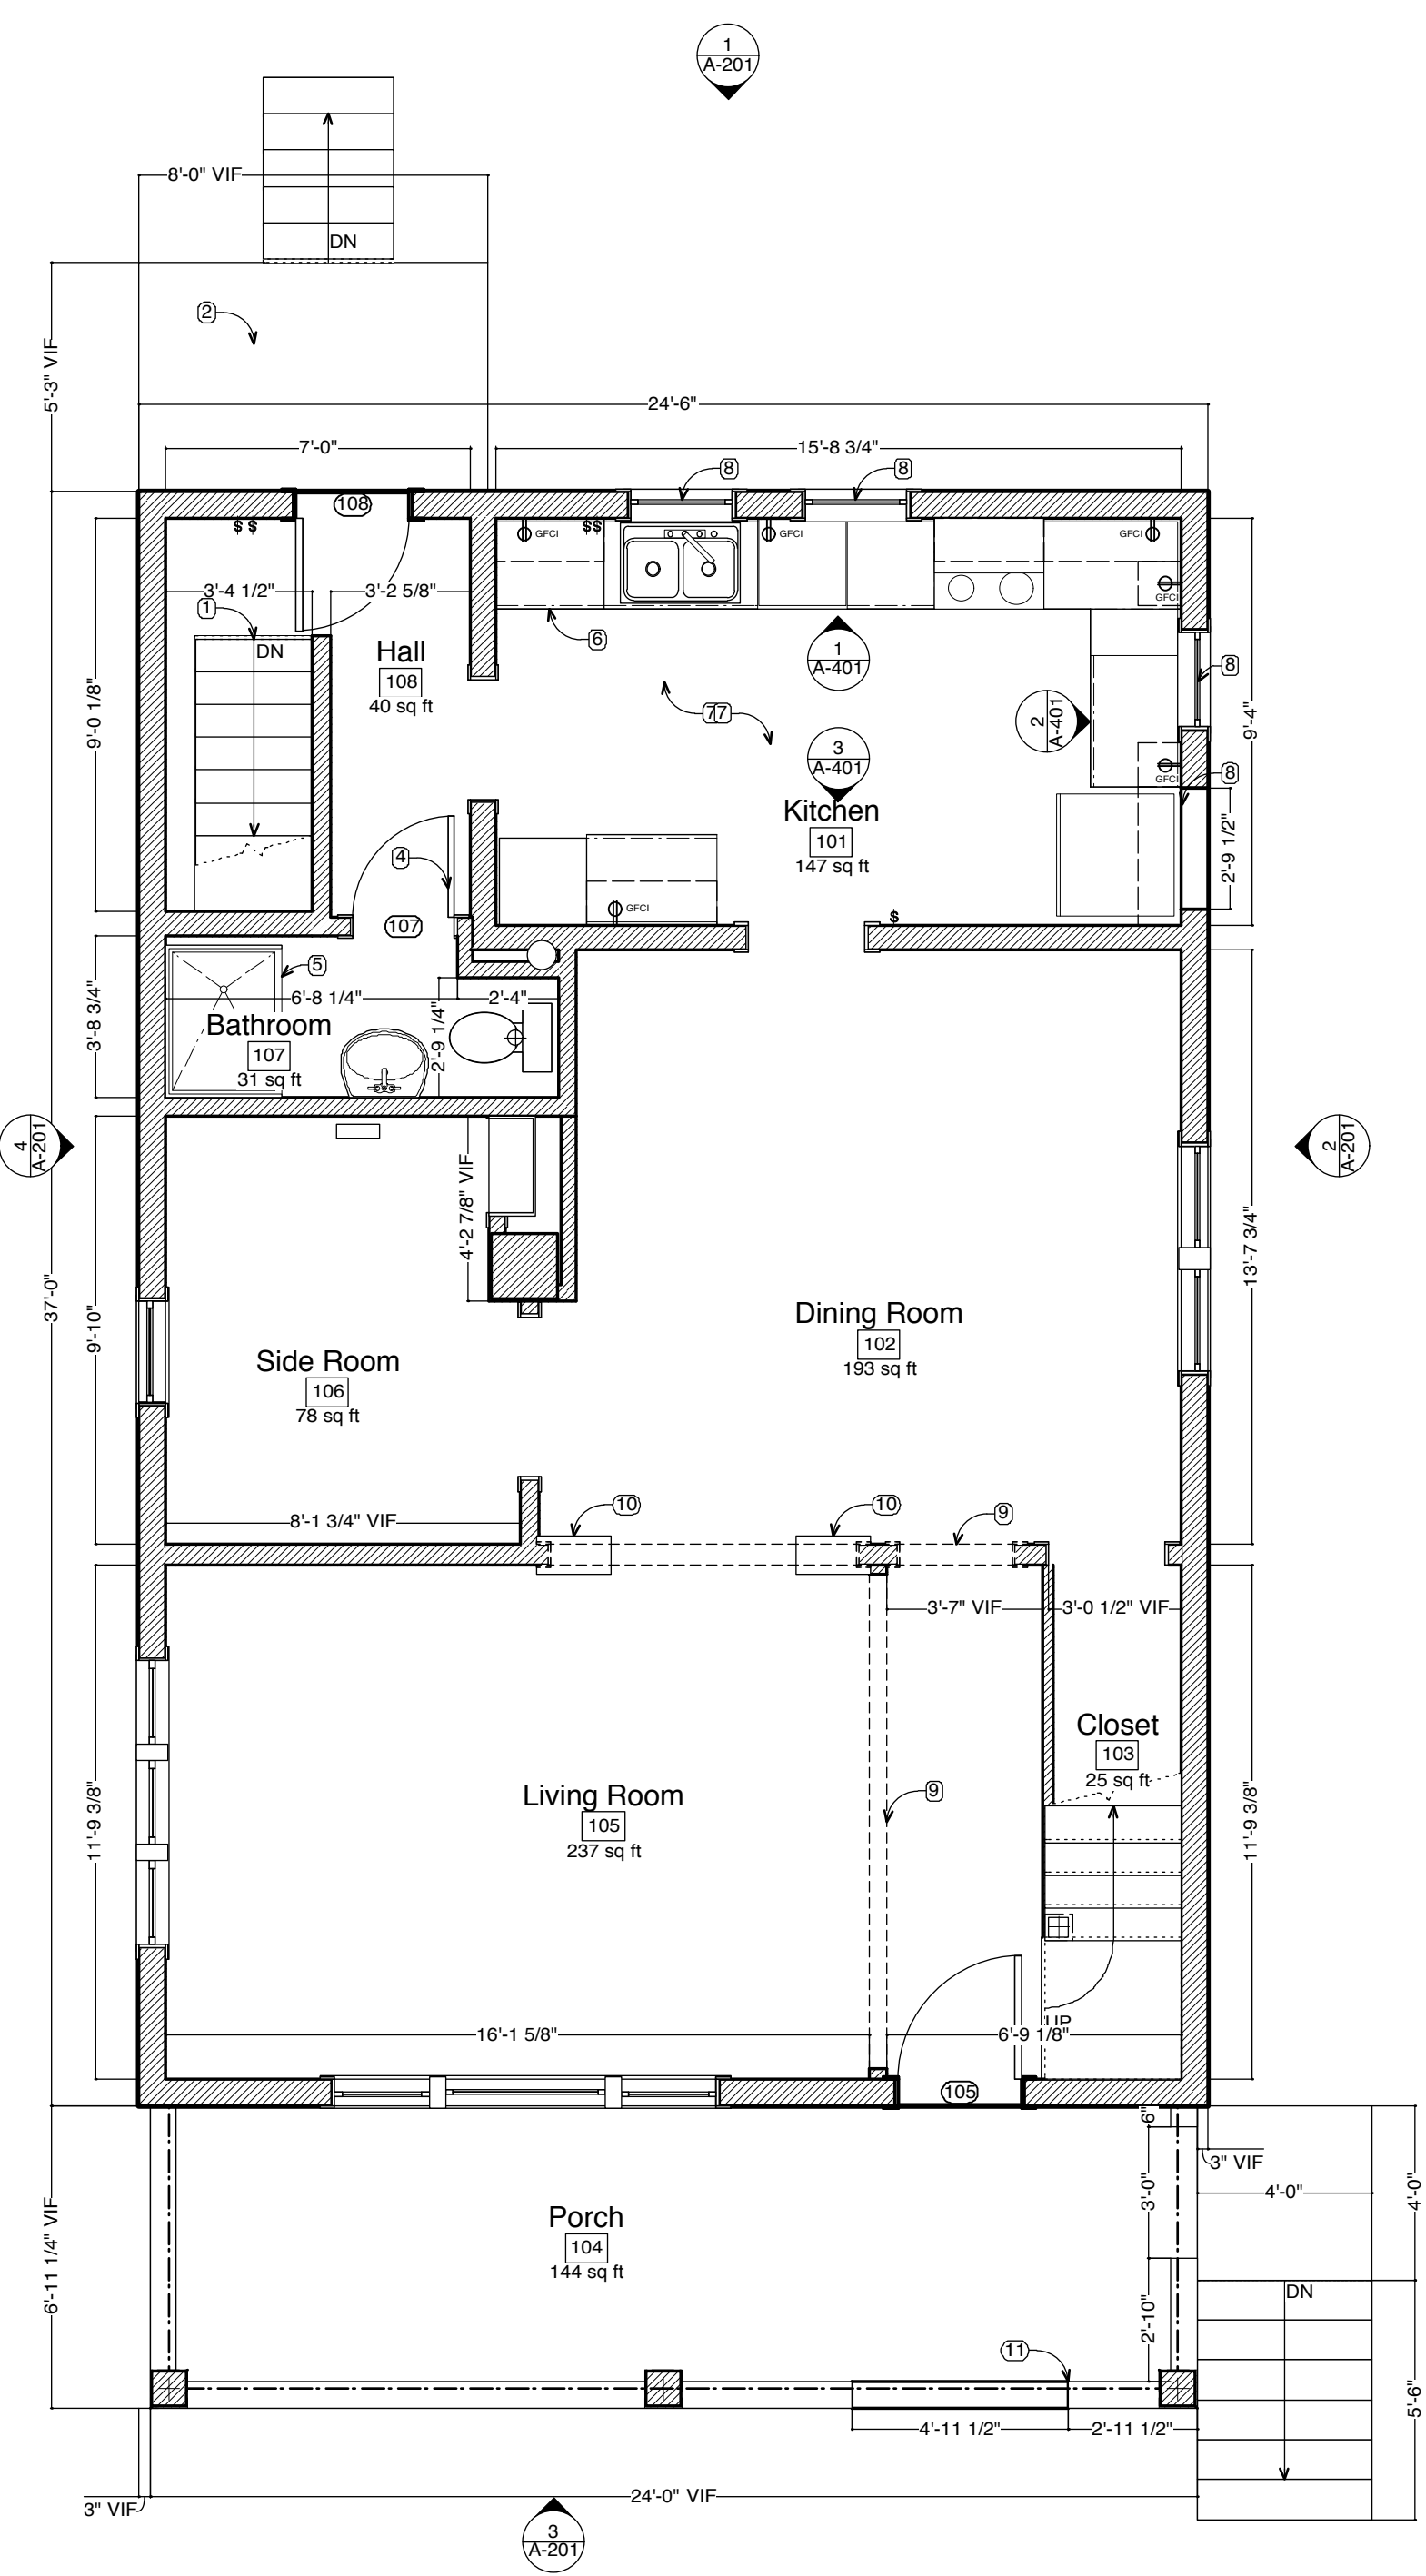 1
A-201
8'-0" VIF
DN
2
5'-3" VIF
24'-6"
7'-0"
15'-8 3/4"
8
8
108
$ $
GFCI
$$
GFCI
GFCI
GFCI
3'-4 1/2"
3'-2 5/8"
1
DN
6
Hall
108
40 sq ft
1
A-401
8
77
2
A-401
9'-0 1/8"
9'-4"
3
A-401
GFCI
8
Kitchen
101
147 sq ft
2'-9 1/2"
4
GFCI
$
107
5
6'-8 1/4"
2'-4"
3'-8 3/4"
2'-9 1/4"
Bathroom
107
31 sq ft
4
A-201
2
A-201
4'-2 7/8" VIF
13'-7 3/4"
37'-0"
9'-10"
Dining Room
102
193 sq ft
Side Room
106
78 sq ft
8'-1 3/4" VIF
10
10
9
3'-7" VIF
3'-0 1/2" VIF
Closet
103
25 sq ft
Living Room
105
237 sq ft
9
11'-9 3/8"
11'-9 3/8"
UP
16'-1 5/8"
6'-9 1/8"
105
6"
3" VIF
3'-0"
4'-0"
4'-0"
Porch
104
144 sq ft
6'-11 1/4" VIF
DN
2'-10"
11
5'-6"
4'-11 1/2"
2'-11 1/2"
24'-0" VIF
3" VIF
3
A-201